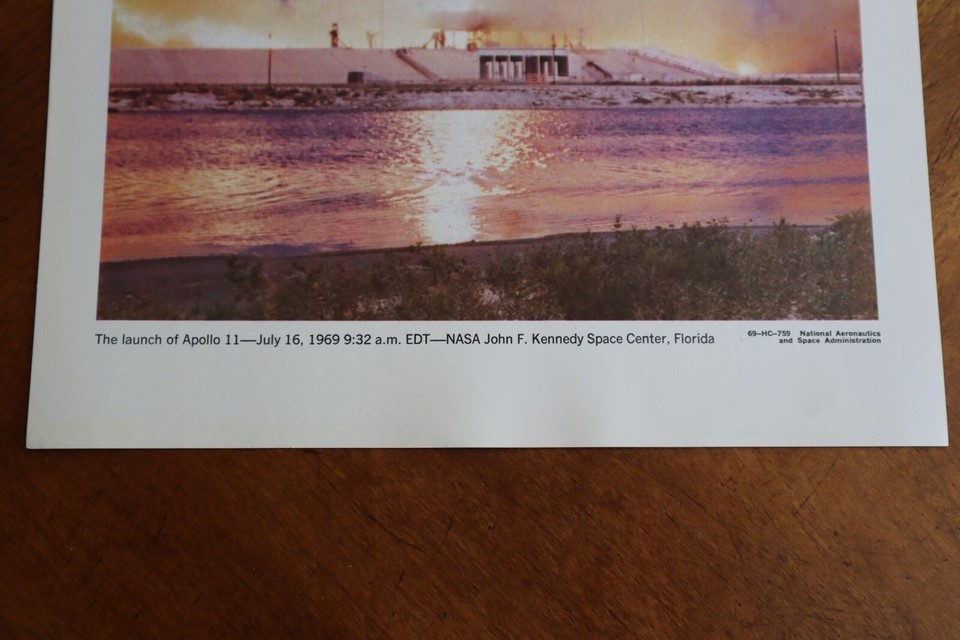 The launch of Apollo 11—July 16, 1969 9:32 a.m. EDT—NASA John F. Kennedy Space Center, Florida
69-HC-759 National Aeronautics
and Space Administration